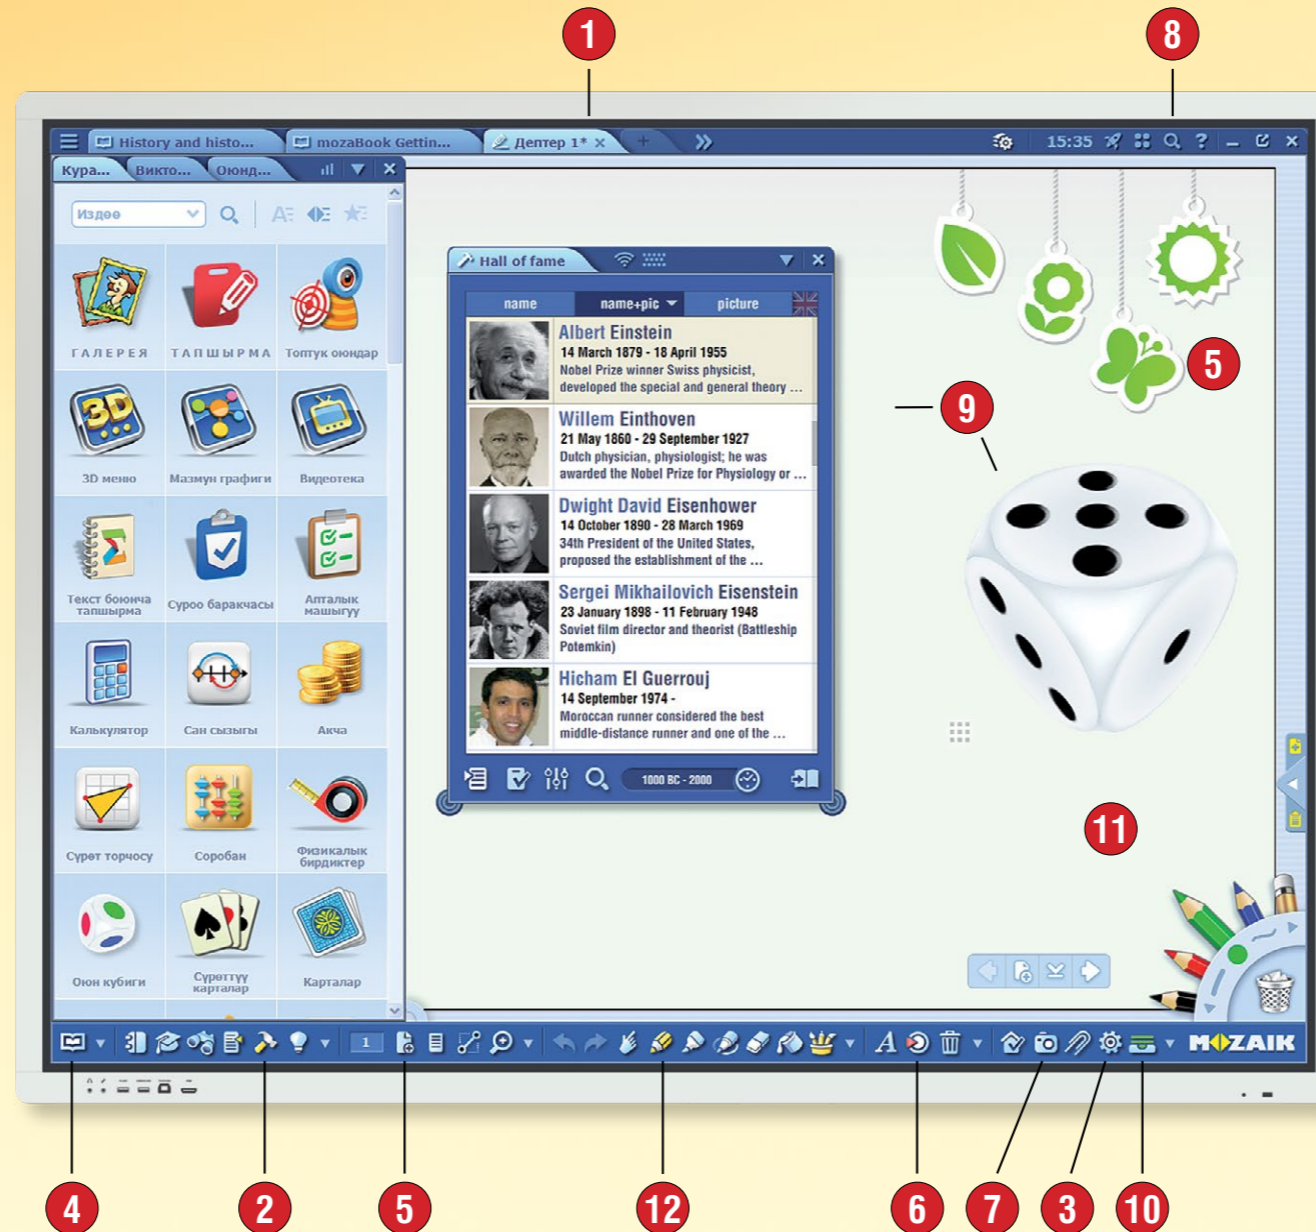 1
8
History and histo...
mozaBook Gettin...
Дептер 1* x
15:35
?
Кура...
Викто...
Оюнд...
Издөө
ГАЛЕРЕЯ
ТАПШЫРМА
Топтук оюндар
3D
3D меню
Мазмун графиги
Видеотека
Текст боюнча
тапшырма
Суроо баракчасы
Апталык
машыгуу
Калькулятор
Сан сызыгы
Акча
Сүрөт торчосу
Соробан
Физикалык
бирдиктер
Оюн кубиги
Сүрөттүү
карталар
Карталар
Hall of fame
name
name+pic
picture
Albert Einstein
14 March 1879 - 18 April 1955
Nobel Prize winner Swiss physicist,
developed the special and general theory ...
Willem Einthoven
21 May 1860 - 29 September 1927
Dutch physician, physiologist; he was
awarded the Nobel Prize for Physiology or ...
Dwight David Eisenhower
14 October 1890 - 28 March 1969
34th President of the United States,
proposed the establishment of the ...
Sergei Mikhailovich Eisenstein
23 January 1898 - 11 February 1948
Soviet film director and theorist (Battleship
Potemkin)
Hicham El Guerrouj
14 September 1974 -
Moroccan runner considered the best
middle-distance runner and one of the ...
1000 BC - 2000
5
9
11
1
A
MOZAIK
4
2
5
12
6
7
3
10